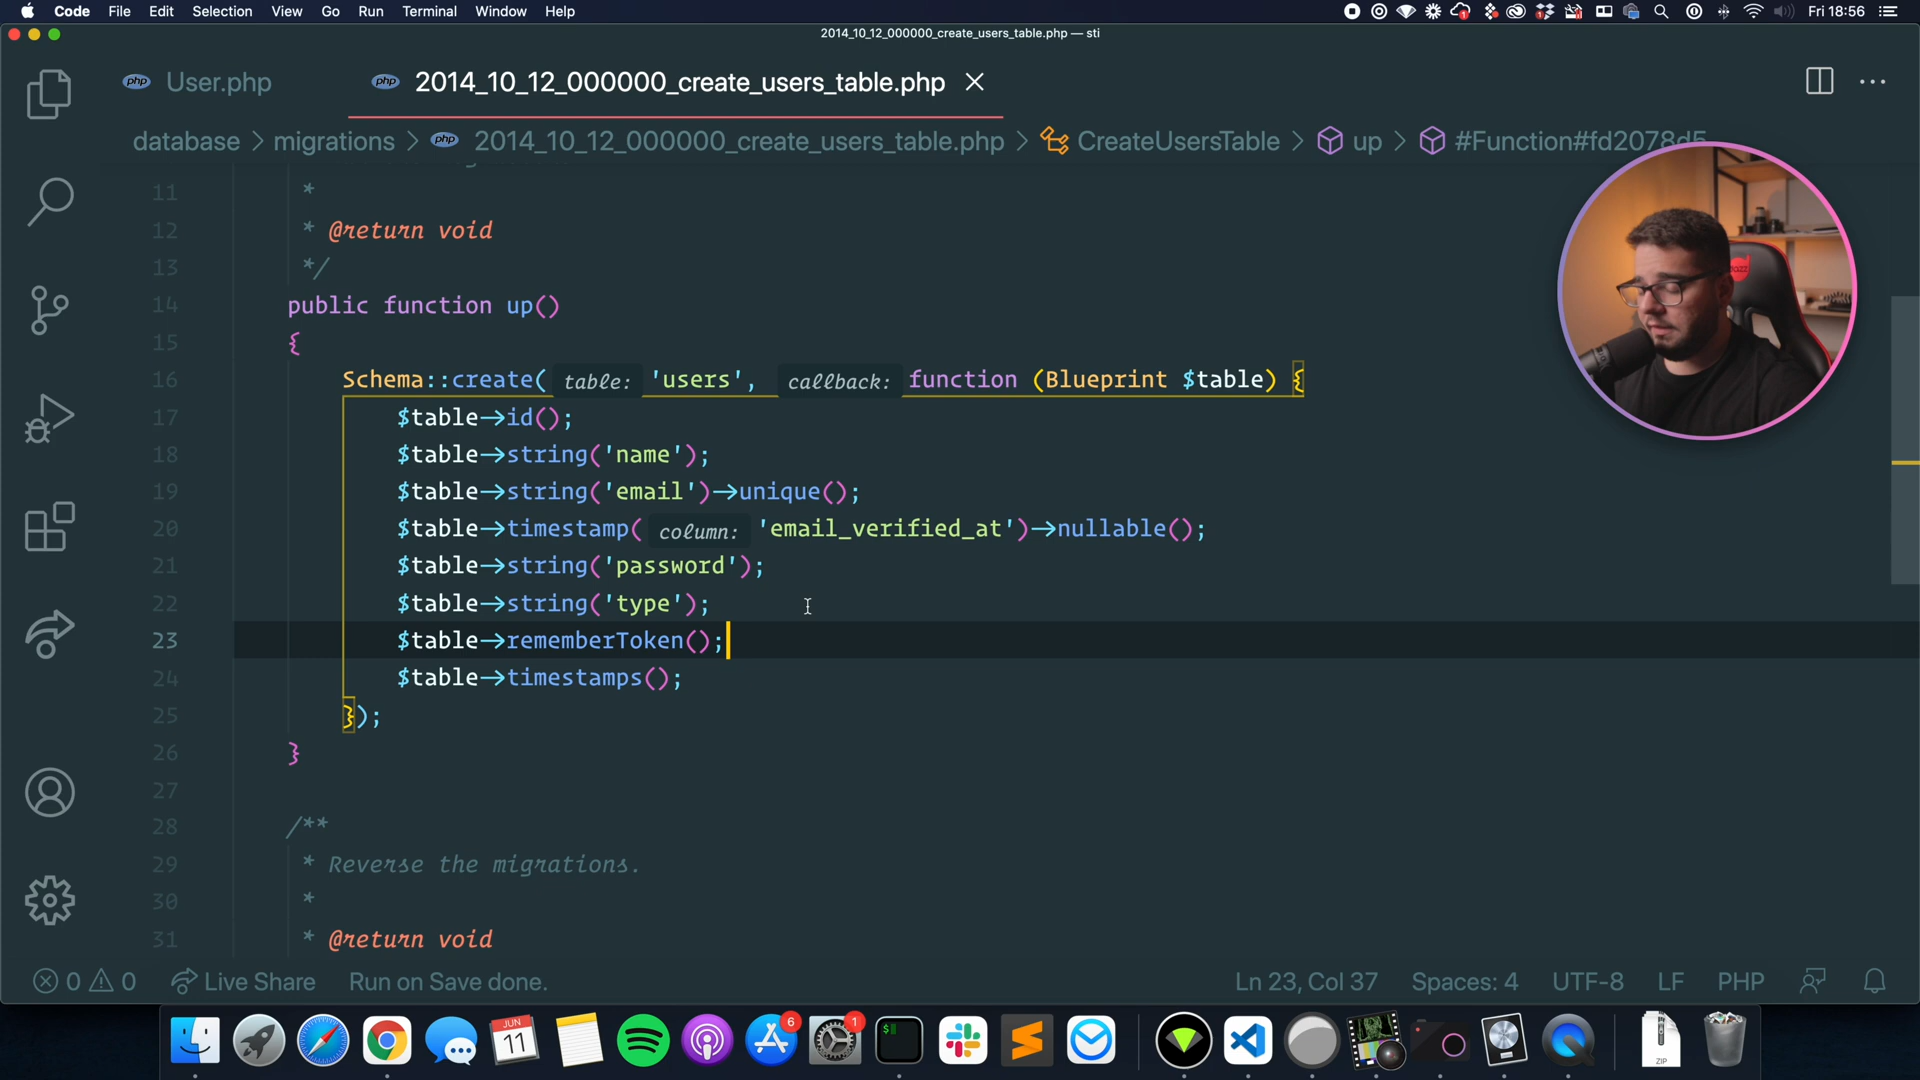 Code File Edit Selection View Go Run Terminal Window Help Fri 18:56
2014_10_12_000000_create_users_table.php — sti
php User.php php 2014_10_12_000000_create_users_table.php
database > migrations > php 2014_10_12_000000_create_users_table.php > CreateUsersTable > up > #Function#fd2078d5
11 *
12 * @return void
13 */
14 public function up()
15 {
16 Schema::create( table: 'users', callback: function (Blueprint $table) {
17 $table->id();
18 $table->string('name');
19 $table->string('email')->unique();
20 $table->timestamp( column: 'email_verified_at')->nullable();
21 $table->string('password');
22 $table->string('type');
23 $table->rememberToken();
24 $table->timestamps();
25 });
26 }
27
28 /**
29 * Reverse the migrations.
30 *
31 * @return void
0 0 Live Share Run on Save done. Ln 23, Col 37 Spaces: 4 UTF-8 LF PHP
JUN
11
6
1
$
ZIP